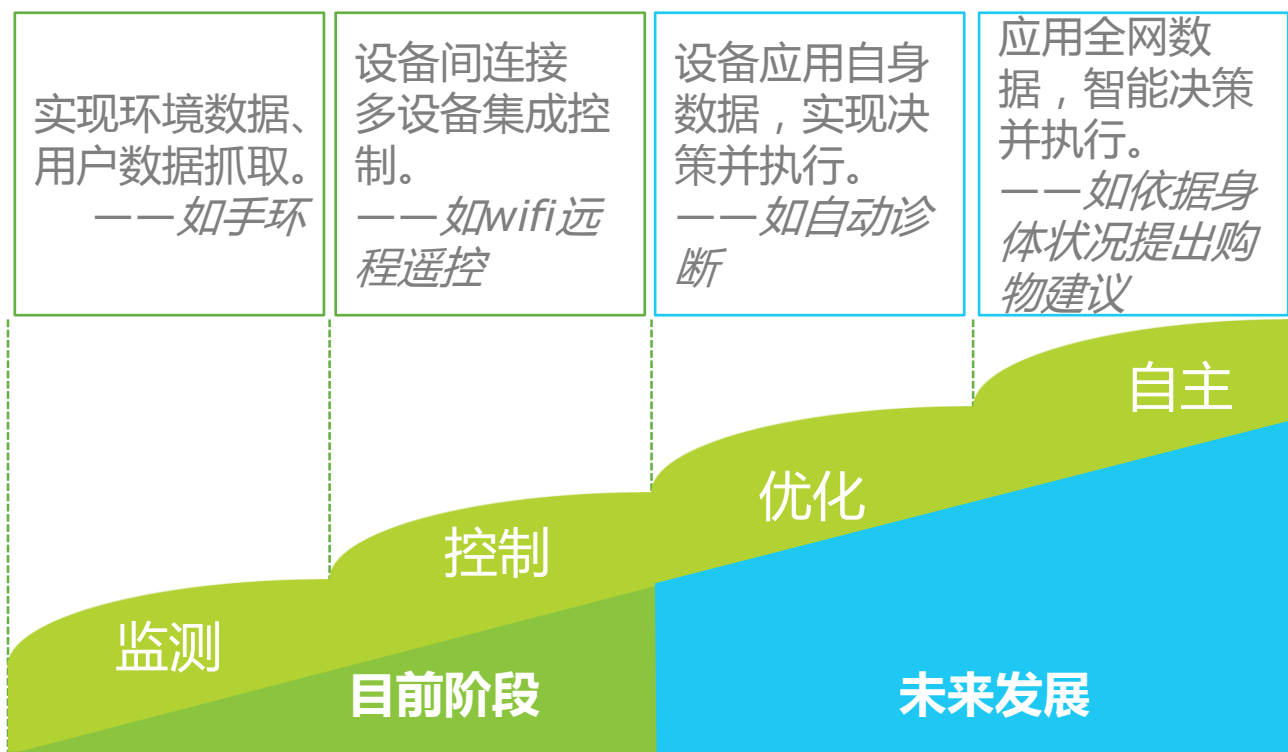 实现环境数据、
用户数据抓取。
——如手环
设备间连接
多设备集成控
制。
——如wifi远
程遥控
设备应用自身
数据，实现决
策并执行。
——如自动诊
断
应用全网数
据，智能决策
并执行。
——如依据身
体状况提出购
物建议
监测
控制
优化
自主
目前阶段
未来发展